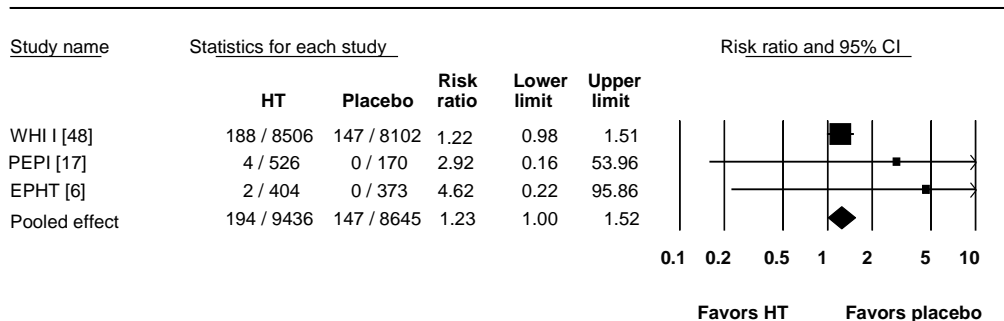 Study name Statistics for each study Risk ratio and 95% CI
HT Placebo Risk ratio Lower limit Upper limit
WHI I [48] 188 / 8506 147 / 8102 1.22 0.98 1.51
PEPI [17] 4 / 526 0 / 170 2.92 0.16 53.96
EPHT [6] 2 / 404 0 / 373 4.62 0.22 95.86
Pooled effect 194 / 9436 147 / 8645 1.23 1.00 1.52
0.1 0.2 0.5 1 2 5 10
Favors HT Favors placebo